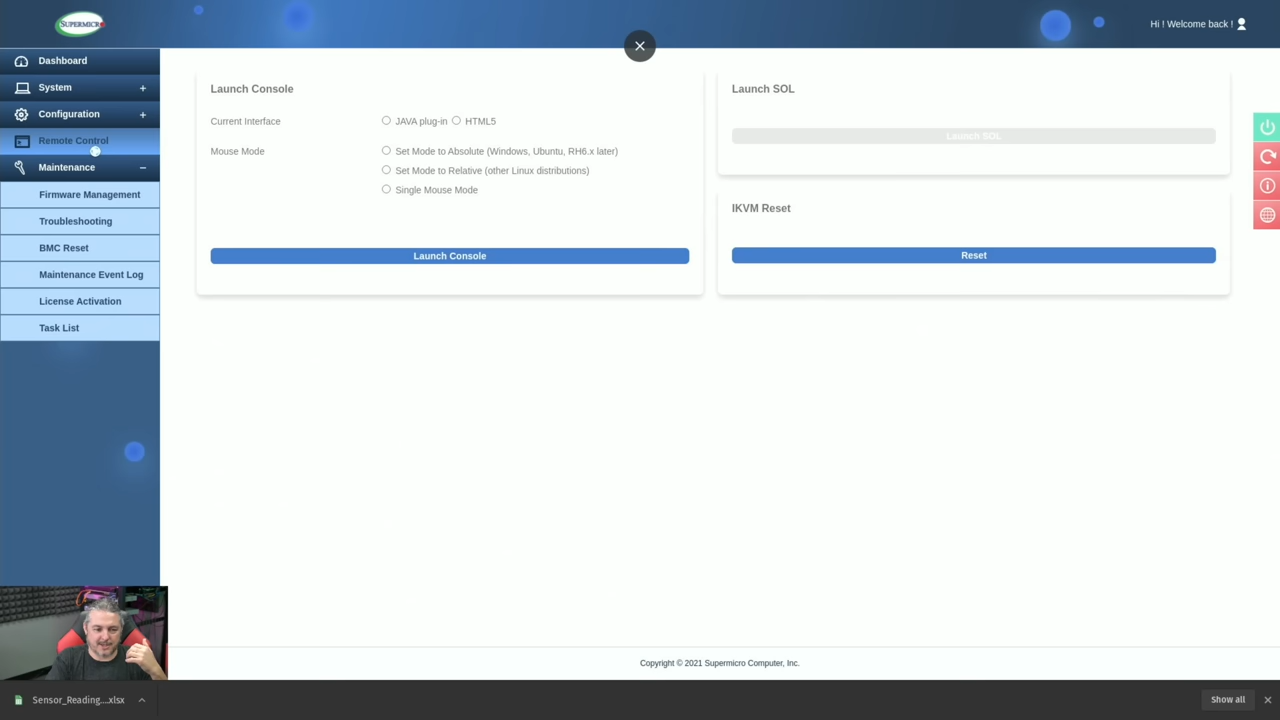 SUPERMICRO
Hi ! Welcome back !
Dashboard
System
Configuration
Remote Control
Maintenance
Firmware Management
Troubleshooting
BMC Reset
Maintenance Event Log
License Activation
Task List
Launch Console
Current Interface
JAVA plug-in HTML5
Mouse Mode
Set Mode to Absolute (Windows, Ubuntu, RH6.x later)
Set Mode to Relative (other Linux distributions)
Single Mouse Mode
Launch Console
Launch SOL
Launch SOL
IKVM Reset
Reset
Copyright © 2021 Supermicro Computer, Inc.
Sensor_Reading....xlsx
Show all